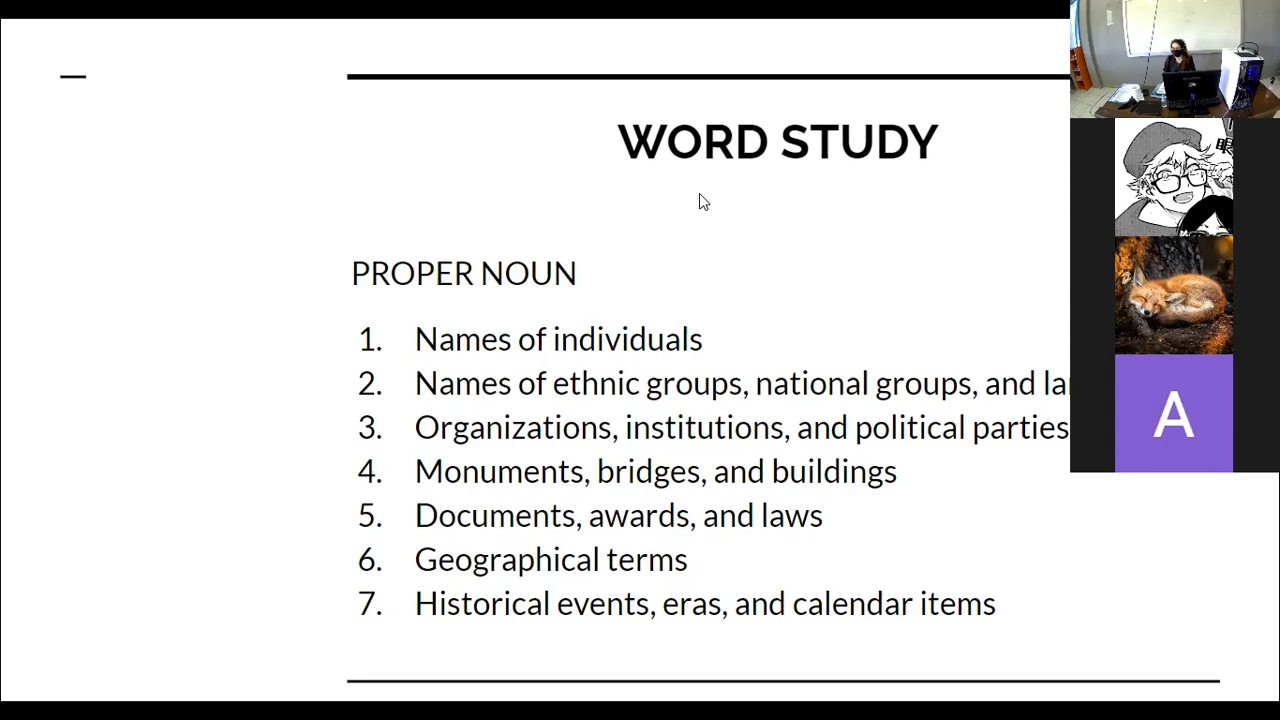 WORD STUDY
PROPER NOUN
1. Names of individuals
2. Names of ethnic groups, national groups, and
3. Organizations, institutions, and political parties
4. Monuments, bridges, and buildings
5. Documents, awards, and laws
6. Geographical terms
7. Historical events, eras, and calendar items
眼
A